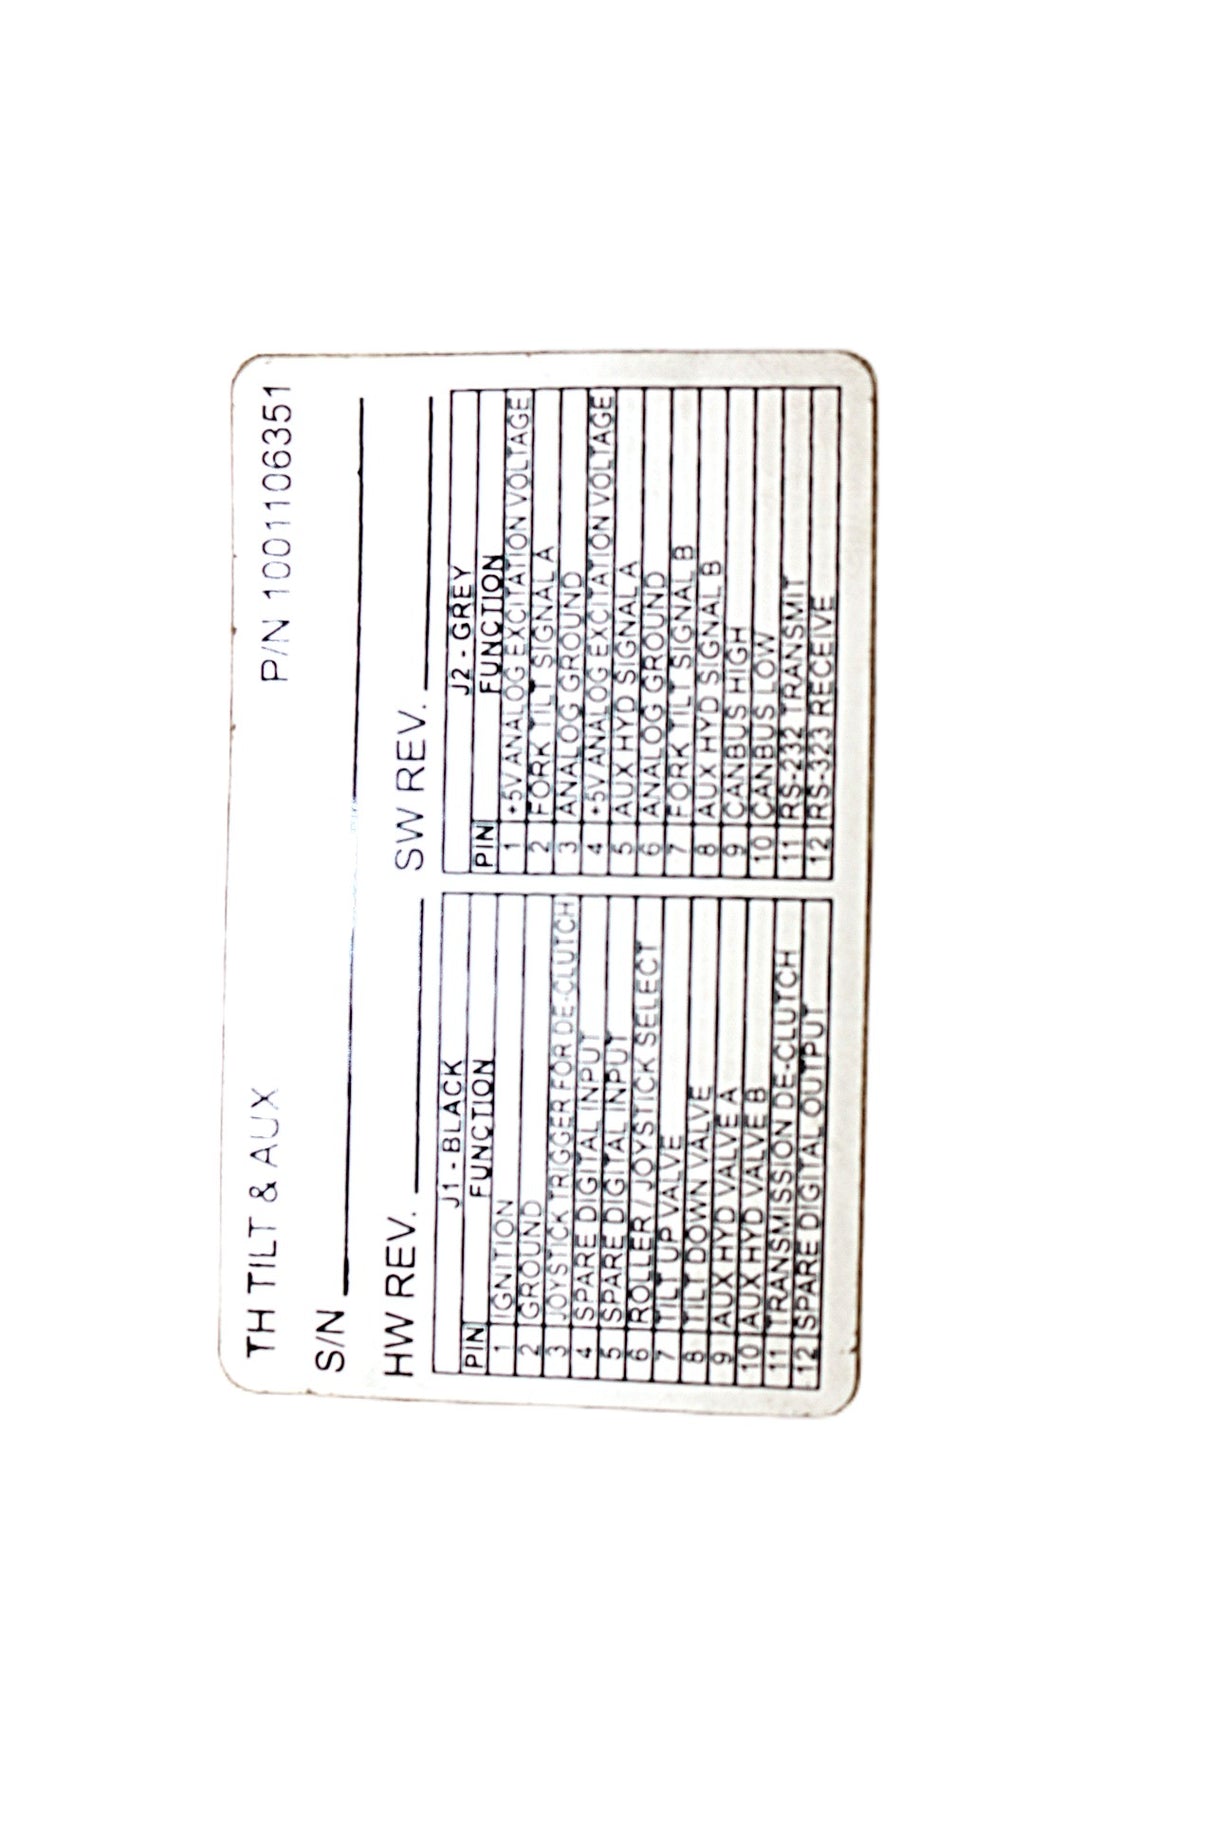 TH TILT & AUX P/N 1001106351
S/N
HW REV. SW REV.
J1 - BLACK
PIN FUNCTION
1 IGNITION
2 GROUND
3 JOYSTICK TRIGGER FOR DE-CLUTCH
4 SPARE DIGITAL INPUT
5 SPARE DIGITAL INPUT
6 ROLLER / JOYSTICK SELECT
7 TILT UP VALVE
8 TILT DOWN VALVE
9 AUX HYD VALVE A
10 AUX HYD VALVE B
11 TRANSMISSION DE-CLUTCH
12 SPARE DIGITAL OUTPUT
J2 - GREY
PIN FUNCTION
1 +5V ANALOG EXCITATION VOLTAGE
2 FORK TILT SIGNAL A
3 ANALOG GROUND
4 +5V ANALOG EXCITATION VOLTAGE
5 AUX HYD SIGNAL A
6 ANALOG GROUND
7 FORK TILT SIGNAL B
8 AUX HYD SIGNAL B
9 CANBUS HIGH
10 CANBUS LOW
11 RS-232 TRANSMIT
12 RS-323 RECEIVE